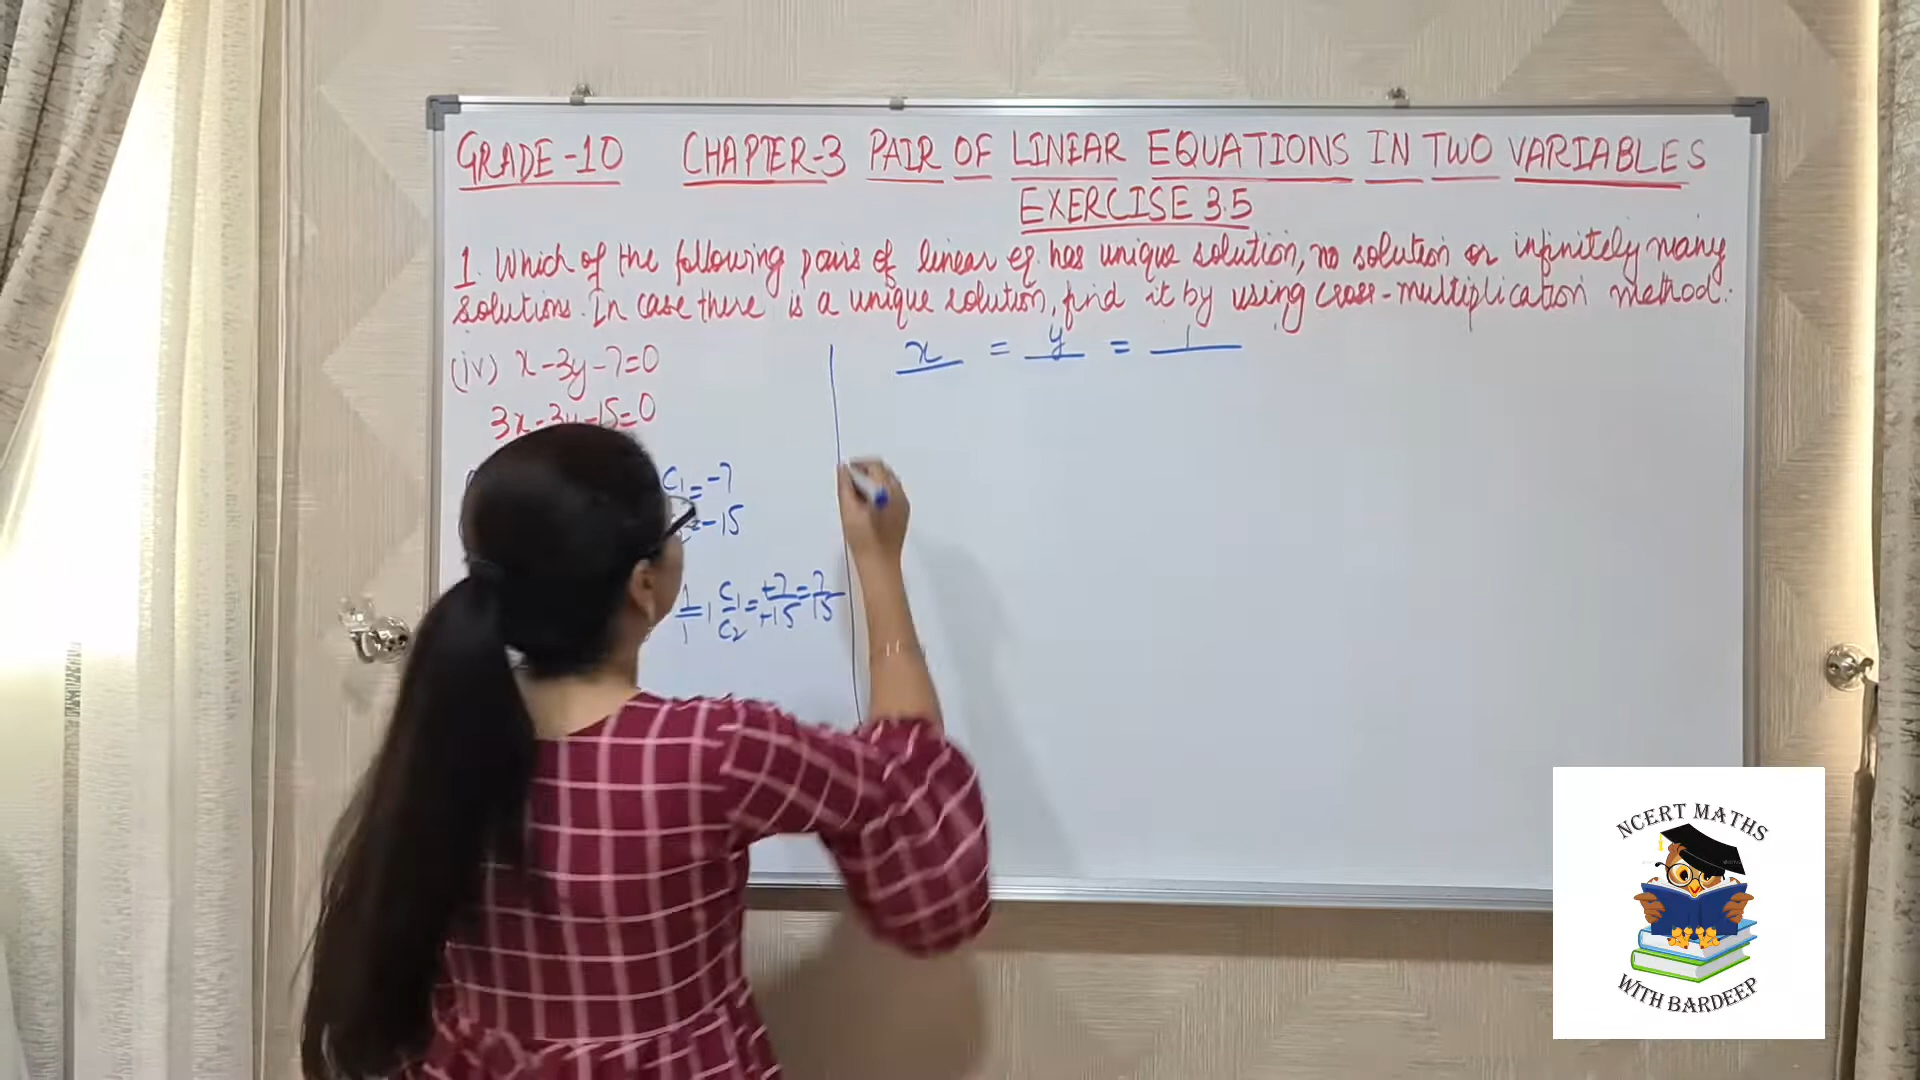 GRADE-10 CHAPTER-3 PAIR OF LINEAR EQUATIONS IN TWO VARIABLES
EXERCISE 3.5
1. Which of the following pairs of linear eq. has unique solution, no solution or infinitely many
solutions. In case there is a unique solution, find it by using cross-multiplication method.
(iv) x-3y-7=0
3x-3y-15=0
c₁=-7
-15
1/1, c₁/c₂ = +7/+15 = 7/15
x = y = 1
NCERT MATHS
WITH BARDEEP